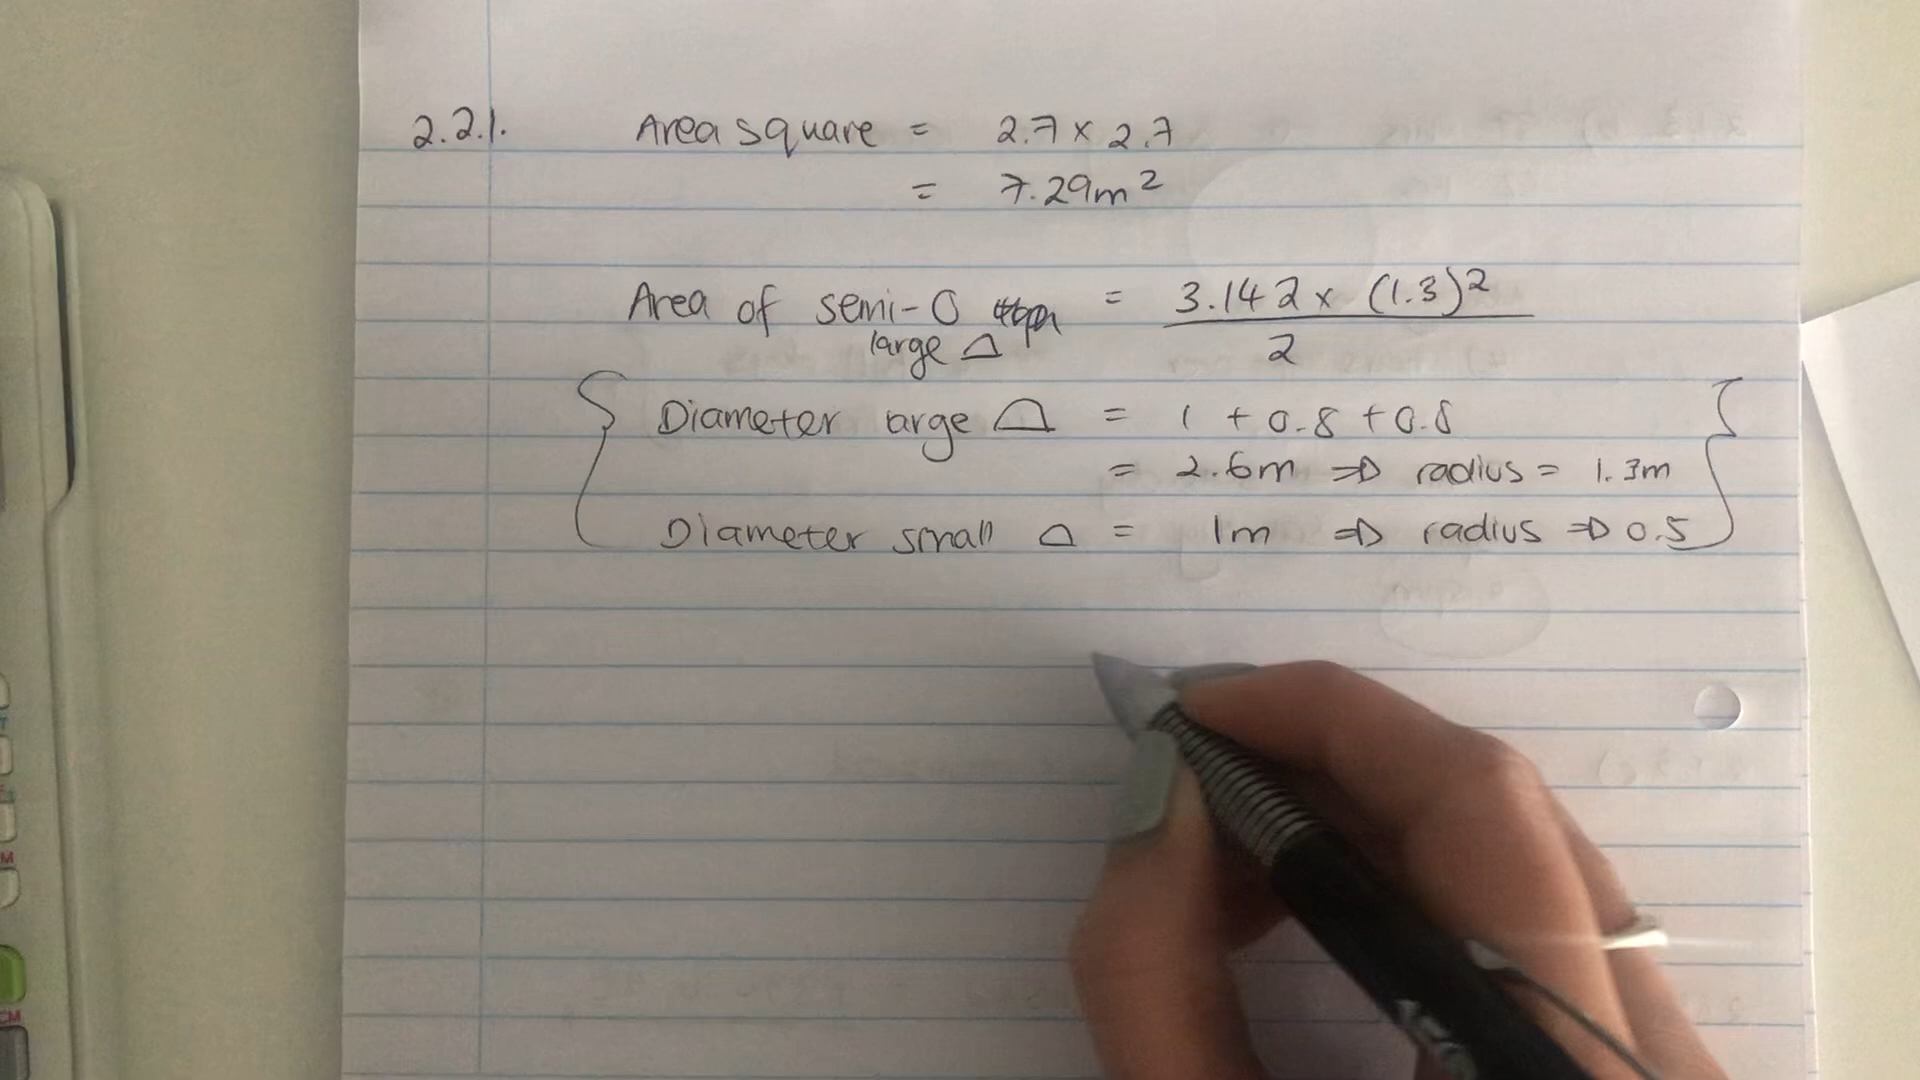 2.2.1. Area square = 2.7 x 2.7
= 7.29m²
Area of semi-O = 3.142 x (1.3)²
large △ 2
Diameter arge △ = 1 + 0.8 + 0.8
= 2.6m ⇒ radius = 1.3m
Diameter small △ = 1m ⇒ radius ⇒ 0.5